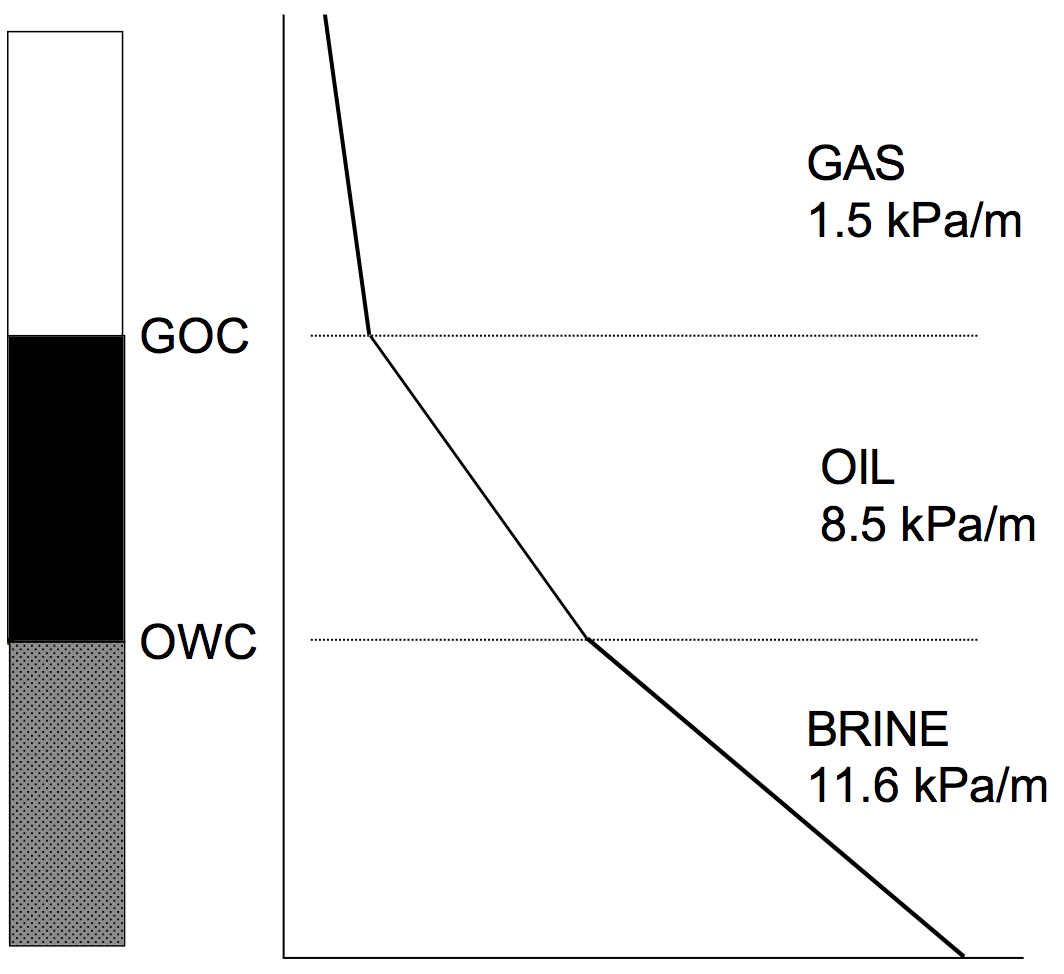 GAS
1.5 kPa/m
GOC
OIL
8.5 kPa/m
OWC
BRINE
11.6 kPa/m